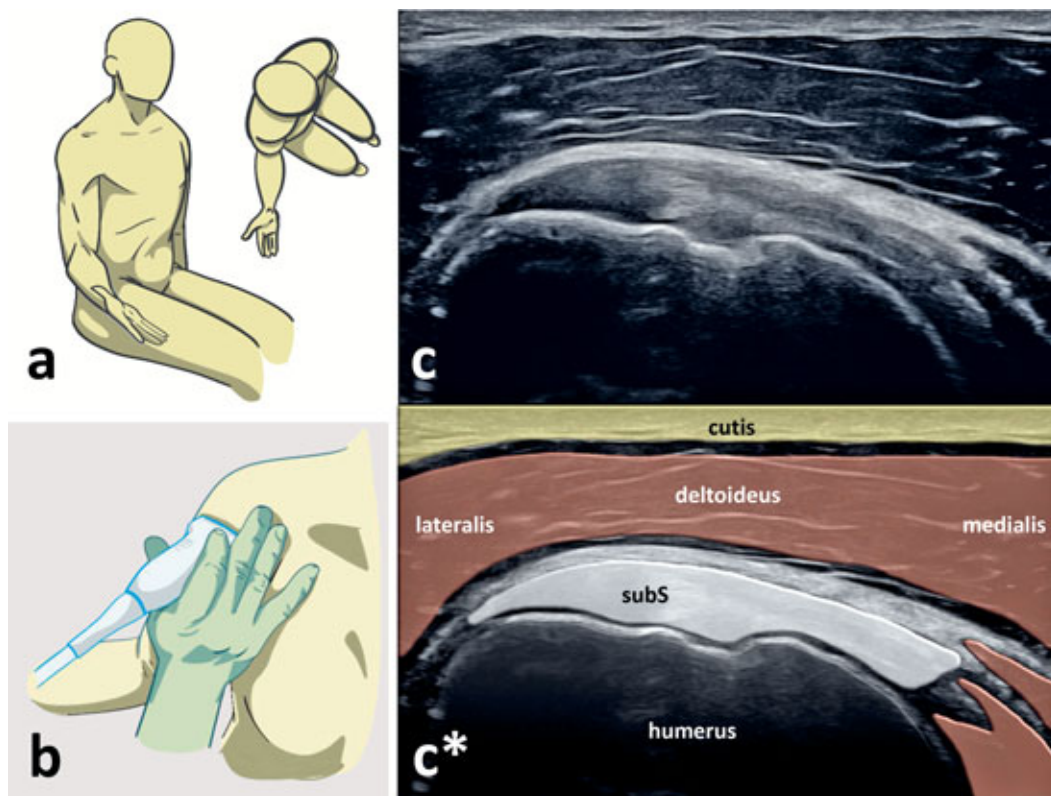 a
c
b
cutis
deltoideus
lateralis
medialis
subS
humerus
c*